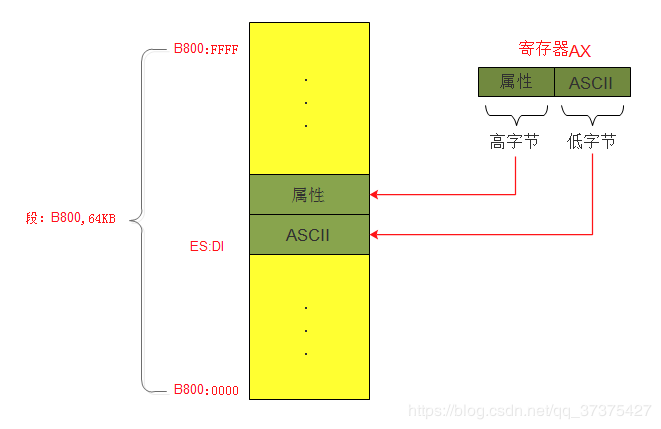 B800:FFFF
寄存器AX
属性 ASCII
高字节 低字节
属性
段：B800,64KB
ASCII
ES:DI
B800:0000
https://blog.csdn.net/qq_37375427